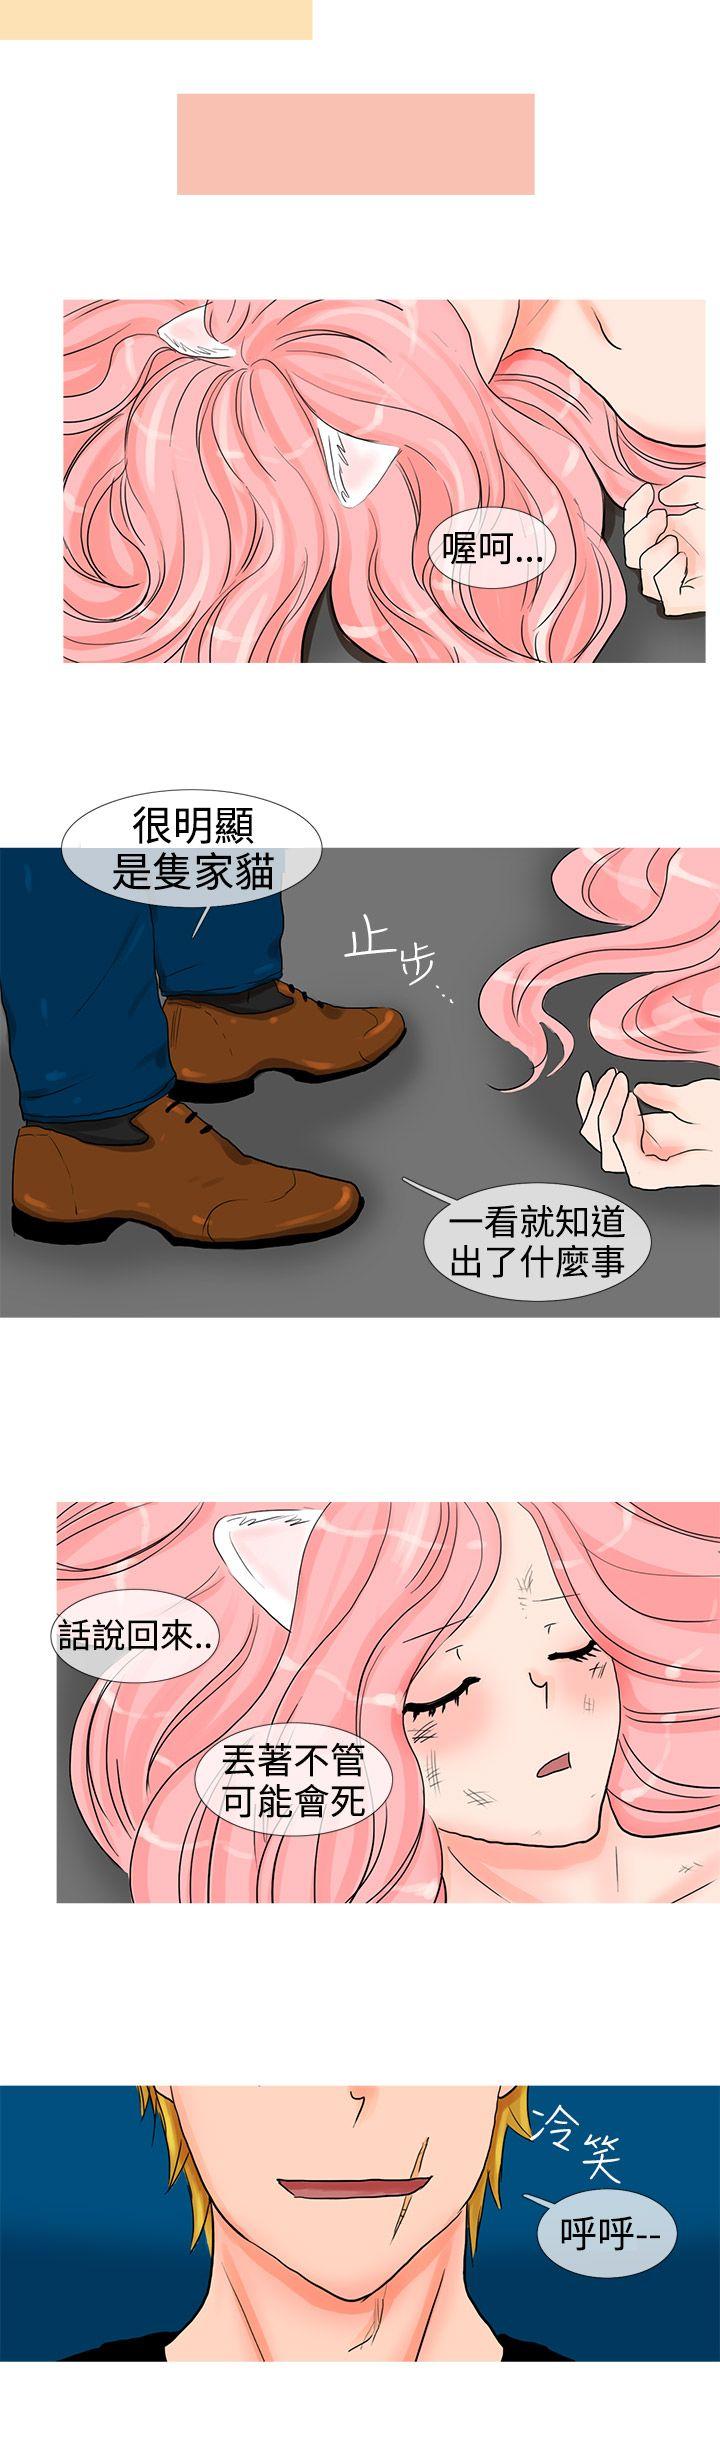 喔呵...
很明顯
是隻家貓
止步...
一看就知道
出了什麼事
話說回來..
丟著不管
可能會死
冷笑
呼呼--